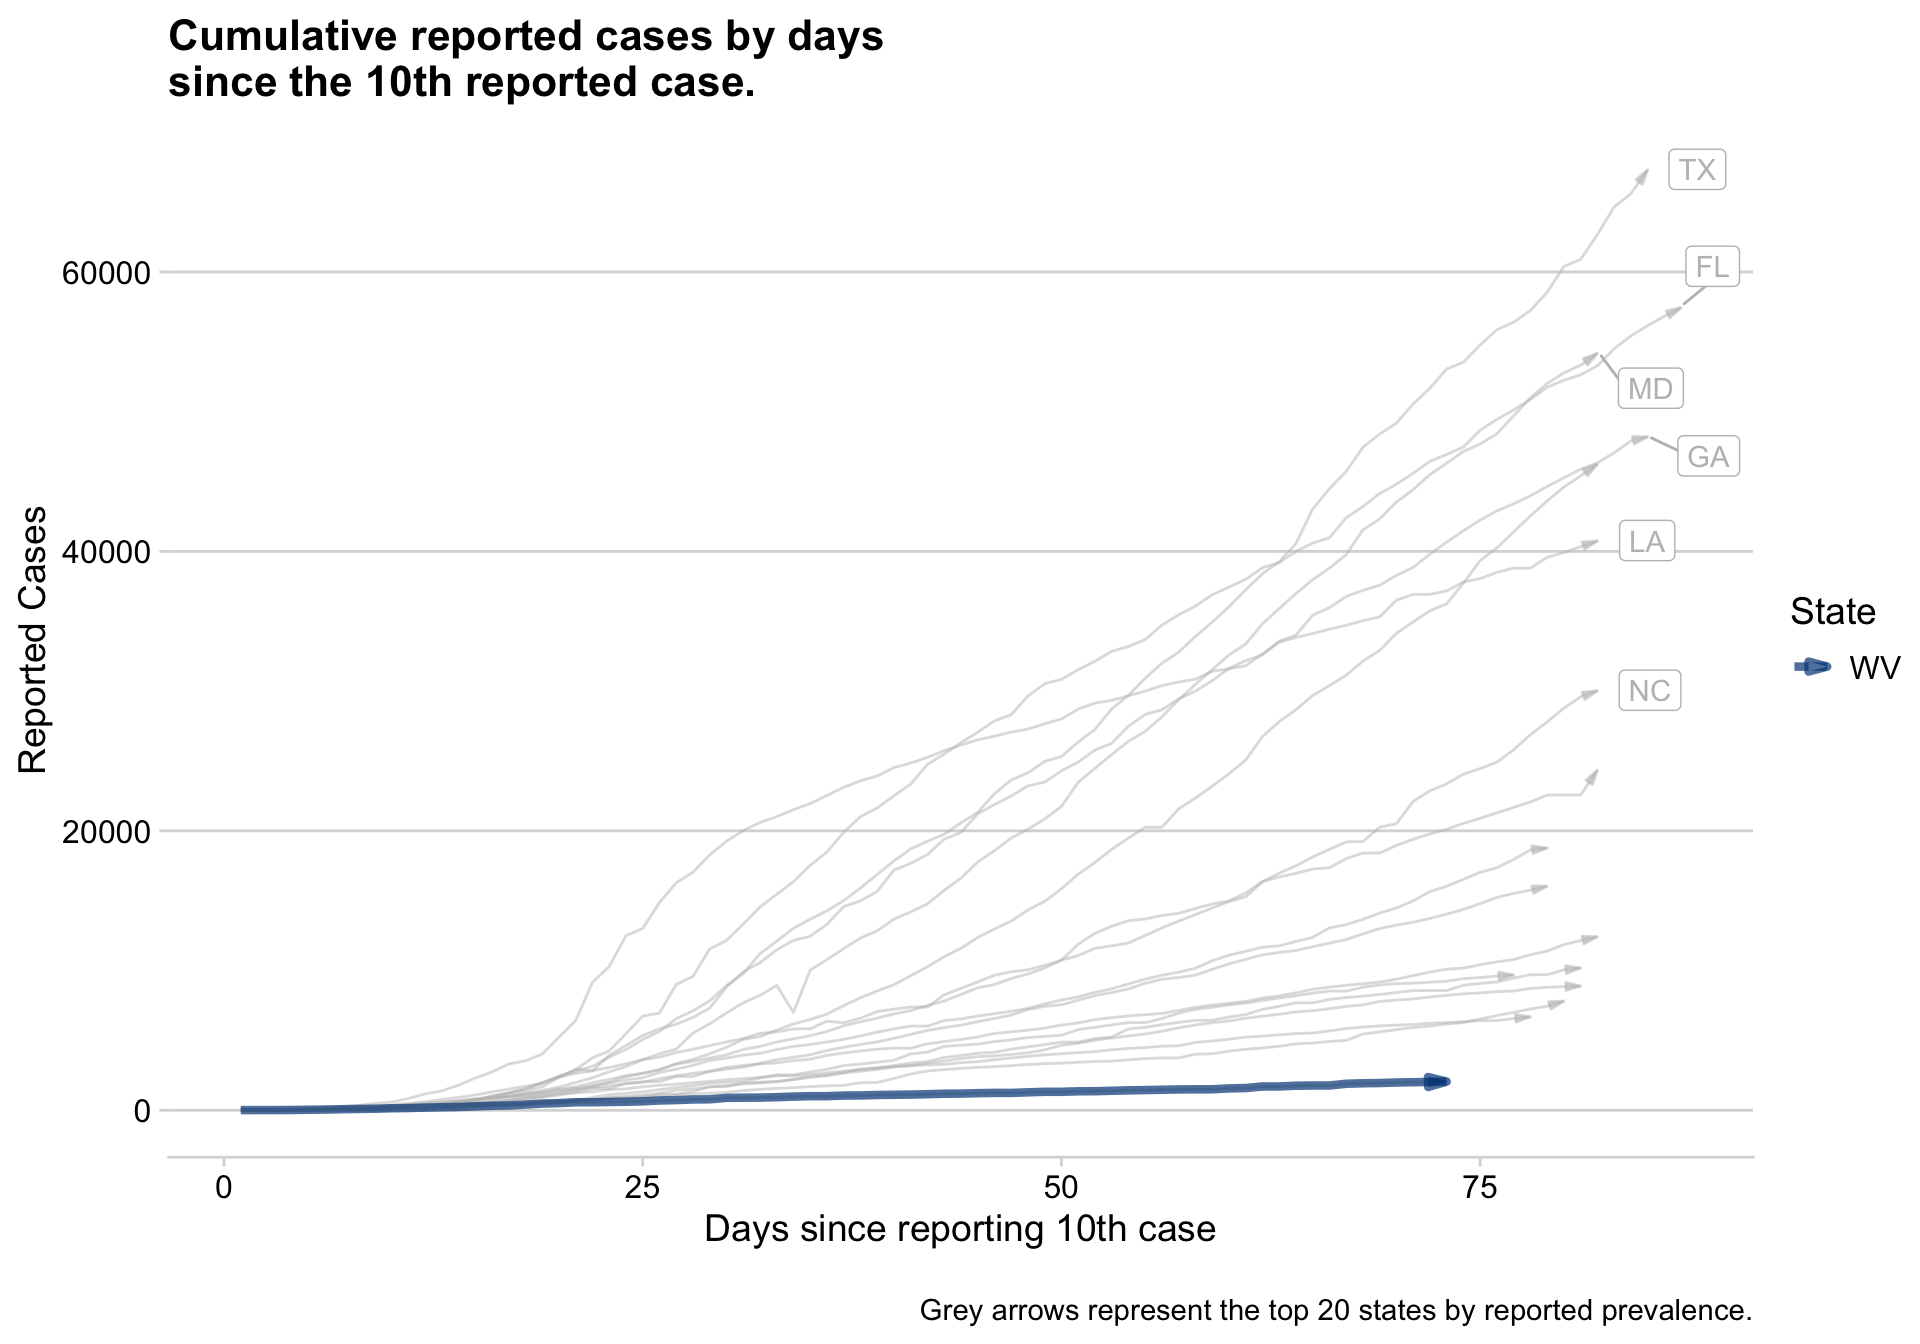 Cumulative reported cases by days
since the 10th reported case.
TX
FL
60000
MD
GA
LA
40000
NC
20000
0
Reported Cases
State
WV
0 25 50 75
Days since reporting 10th case
Grey arrows represent the top 20 states by reported prevalence.